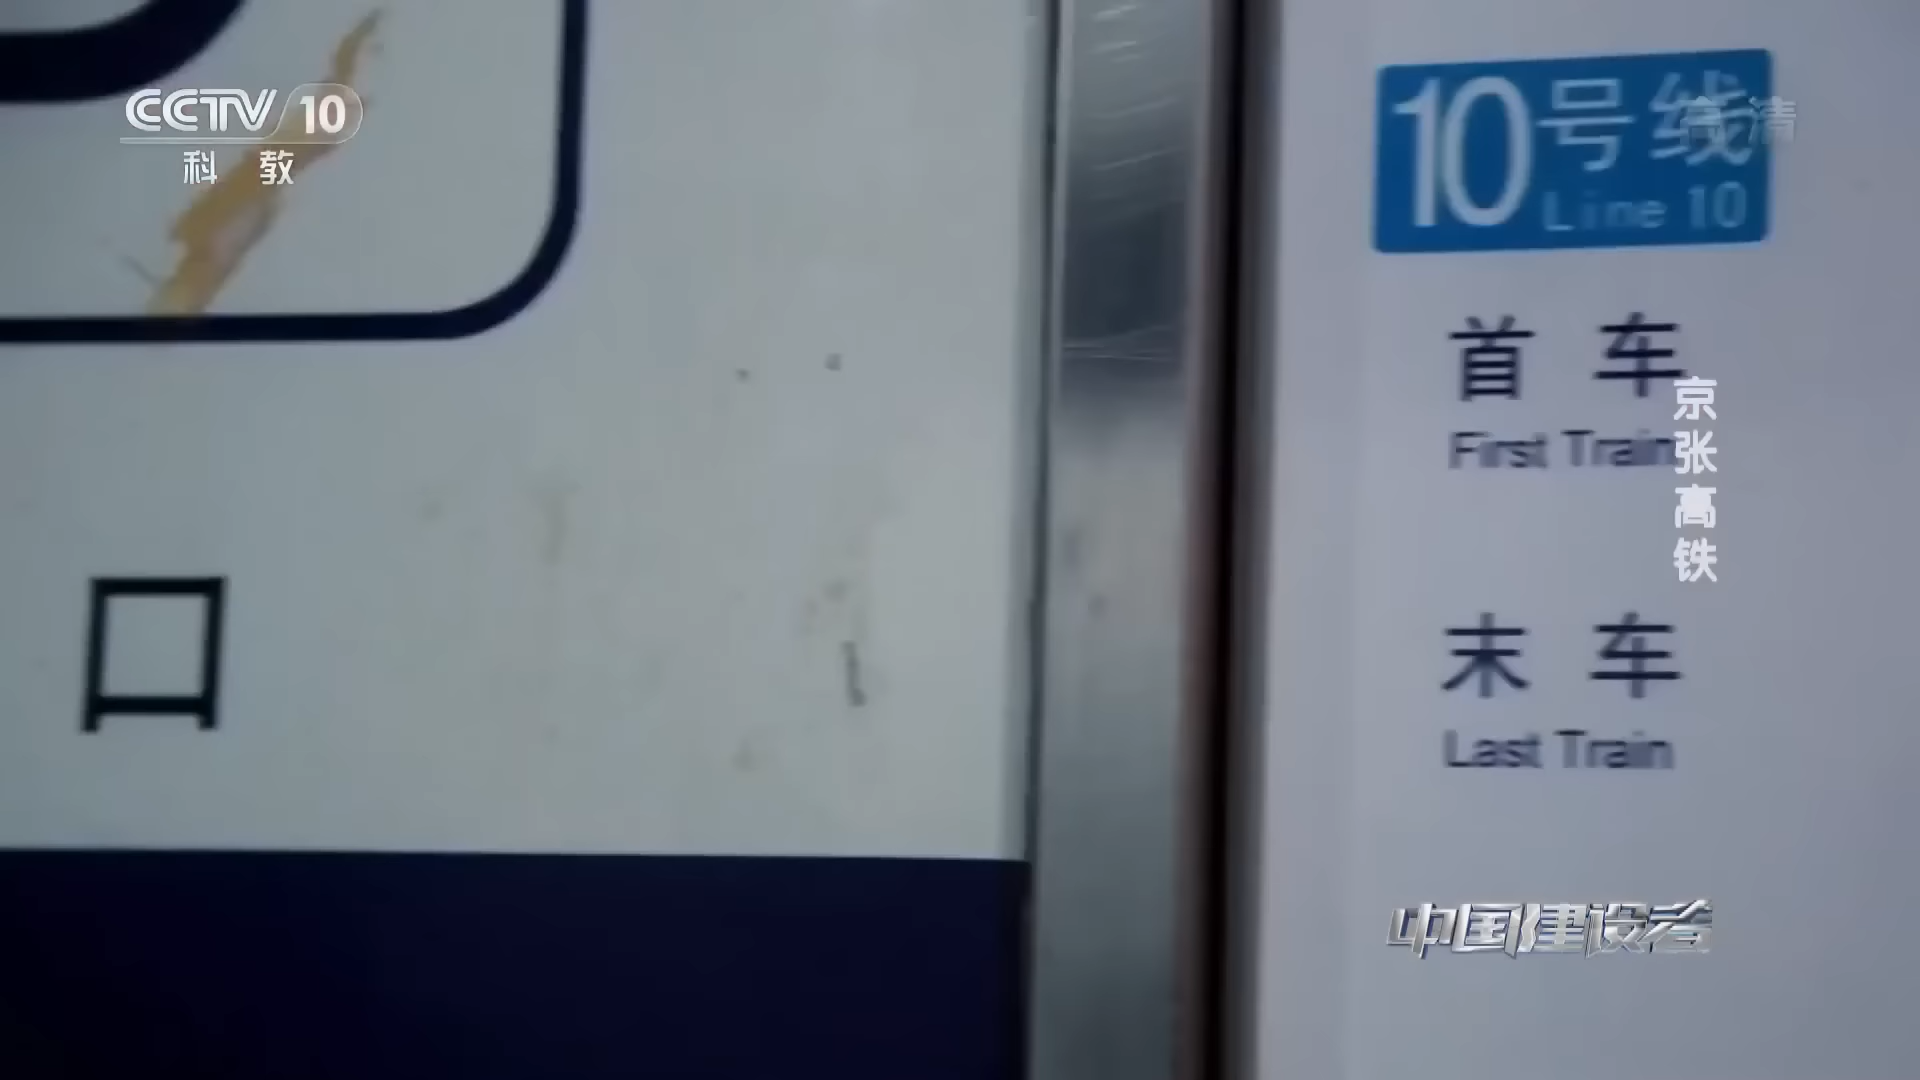 CCTV 10
科 教
10号线
Line 10
高清
首 车
First Train
京张高铁
口
末 车
Last Train
中国建设者